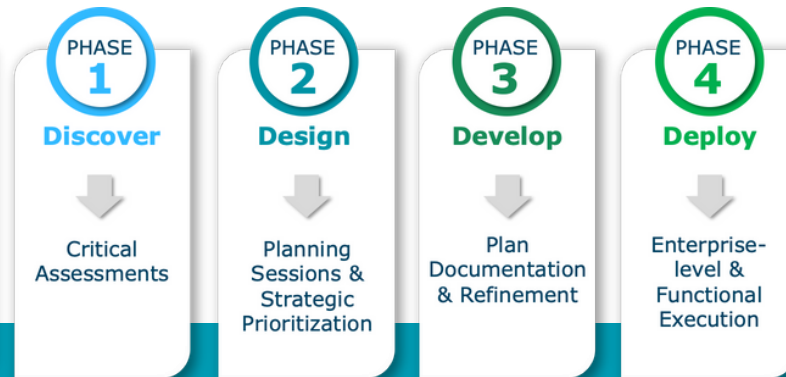 PHASE
1
Discover
Critical
Assessments
PHASE
2
Design
Planning
Sessions &
Strategic
Prioritization
PHASE
3
Develop
Plan
Documentation
& Refinement
PHASE
4
Deploy
Enterprise-
level &
Functional
Execution